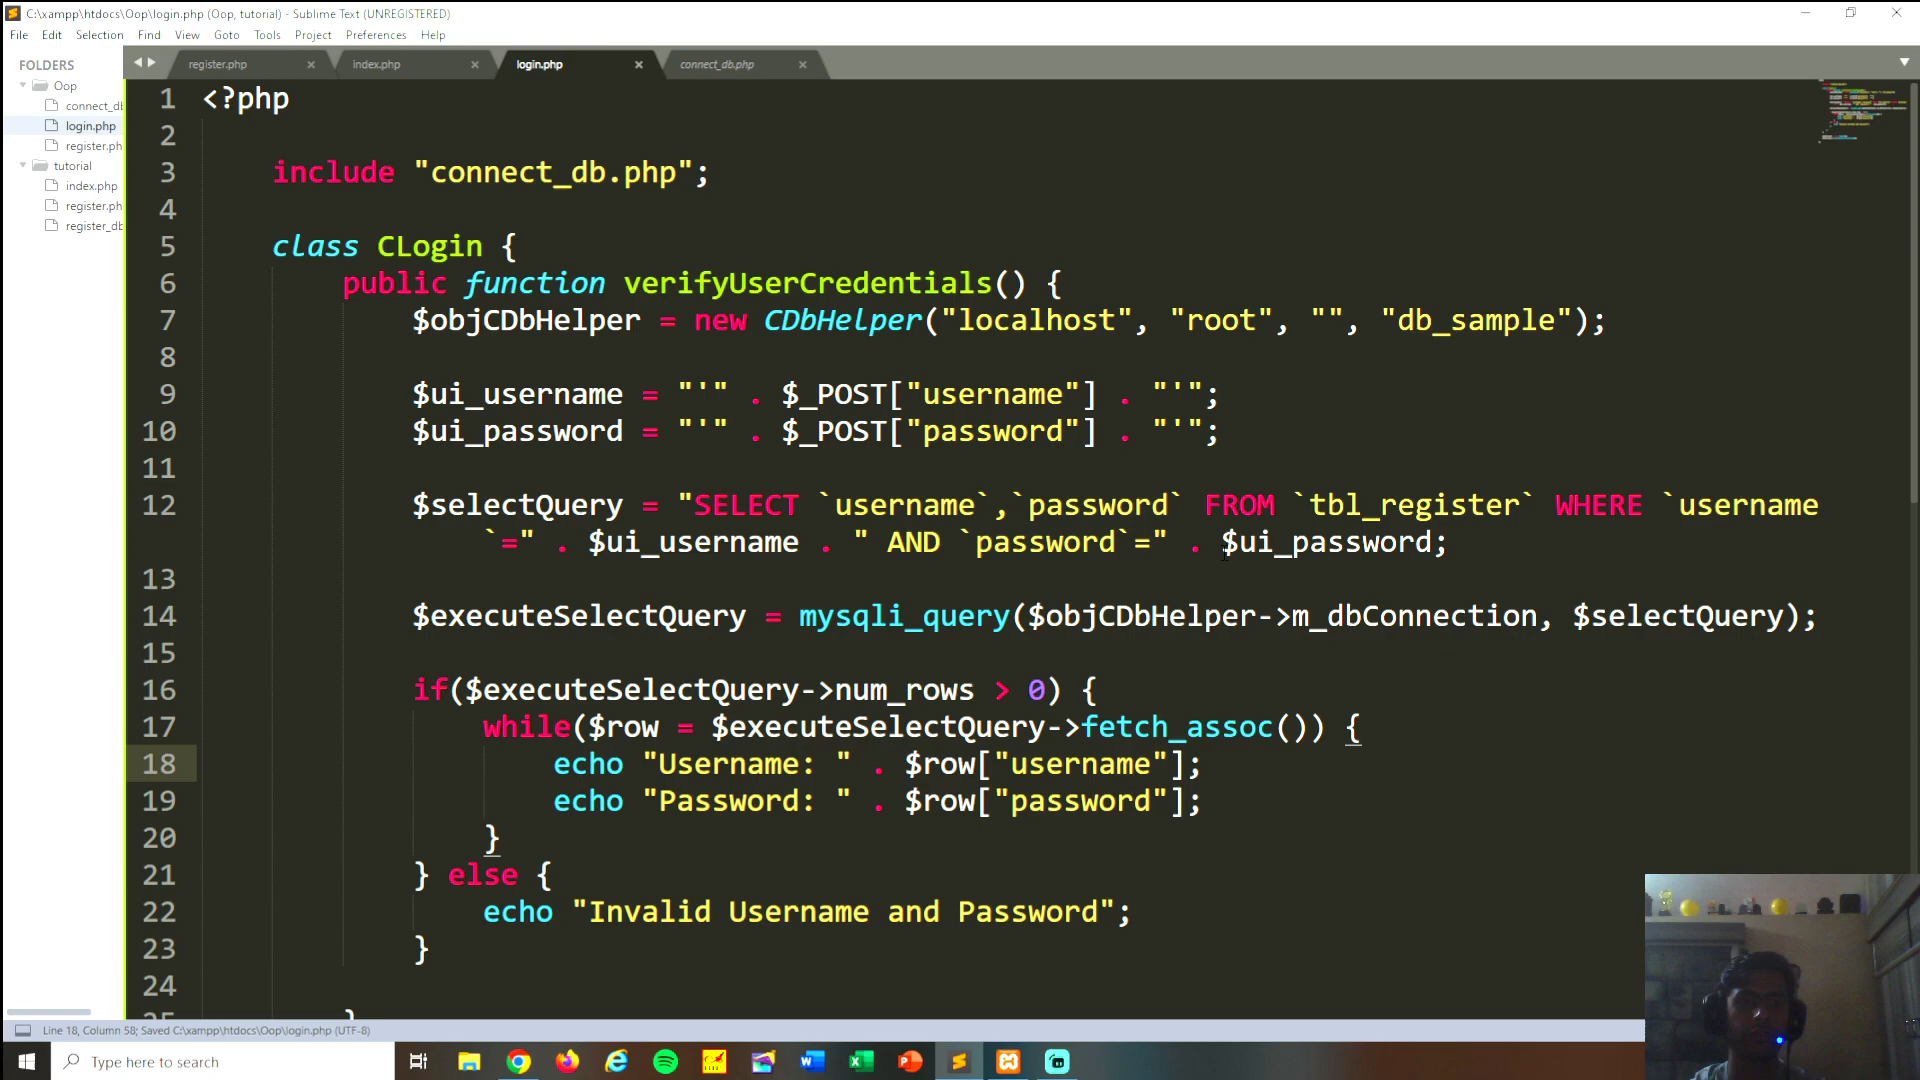 C:\xampp\htdocs\Oop\login.php (Oop, tutorial) - Sublime Text (UNREGISTERED)
File Edit Selection Find View Goto Tools Project Preferences Help
FOLDERS
Oop
connect_db
login.php
register.ph
tutorial
index.php
register.ph
register_db
register.php
index.php
login.php
connect_db.php
1 <?php
2
3 include "connect_db.php";
4
5 class CLogin {
6 public function verifyUserCredentials() {
7 $objCDbHelper = new CDbHelper("localhost", "root", "", "db_sample");
8
9 $ui_username = "'" . $_POST["username"] . "'";
10 $ui_password = "'" . $_POST["password"] . "'";
11
12 $selectQuery = "SELECT `username`,`password` FROM `tbl_register` WHERE `username
`=" . $ui_username . " AND `password`=" . $ui_password;
13
14 $executeSelectQuery = mysqli_query($objCDbHelper->m_dbConnection, $selectQuery);
15
16 if($executeSelectQuery->num_rows > 0) {
17 while($row = $executeSelectQuery->fetch_assoc()) {
18 echo "Username: " . $row["username"];
19 echo "Password: " . $row["password"];
20 }
21 } else {
22 echo "Invalid Username and Password";
23 }
24
25 }
Line 18, Column 58; Saved C:\xampp\htdocs\Oop\login.php (UTF-8)
Type here to search